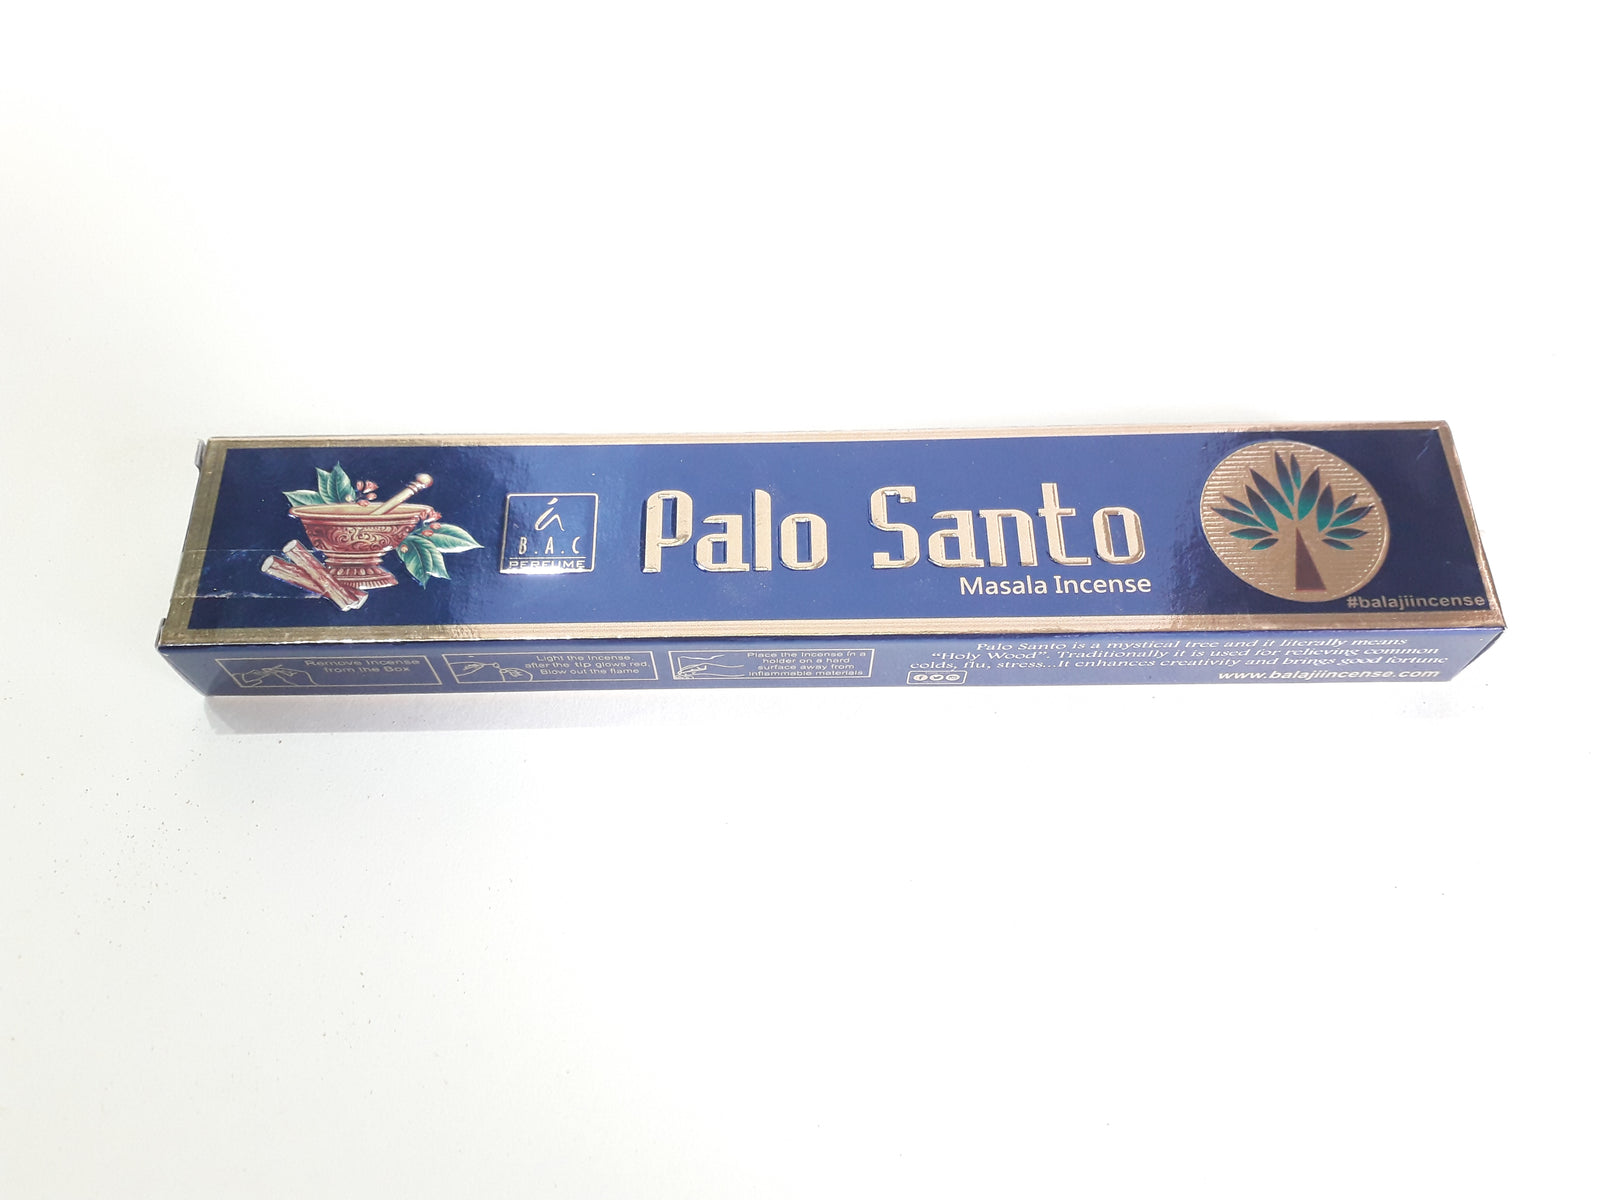 B.A.C
PERFUME
Palo Santo
Masala Incense
#balajiincense
Remove Incense
from the Box
Light the Incense,
after the tip glows red,
Blow out the flame
Place the incense in a
holder on a hard
surface away from
inflammable materials
Palo Santo is a mystical tree and it literally means
“Holy Wood”. Traditionally it is used for relieving common
colds, flu, stress...It enhances creativity and brings good fortune
www.balajiincense.com